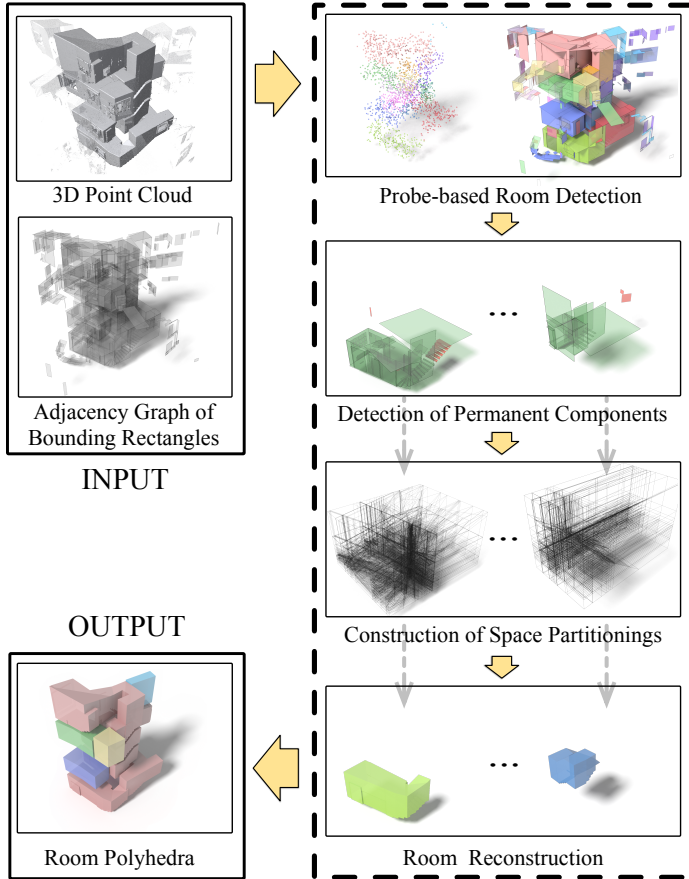 3D Point Cloud
Adjacency Graph of
Bounding Rectangles
INPUT
Probe-based Room Detection
...
Detection of Permanent Components
...
Construction of Space Partitionings
...
Room Reconstruction
OUTPUT
Room Polyhedra